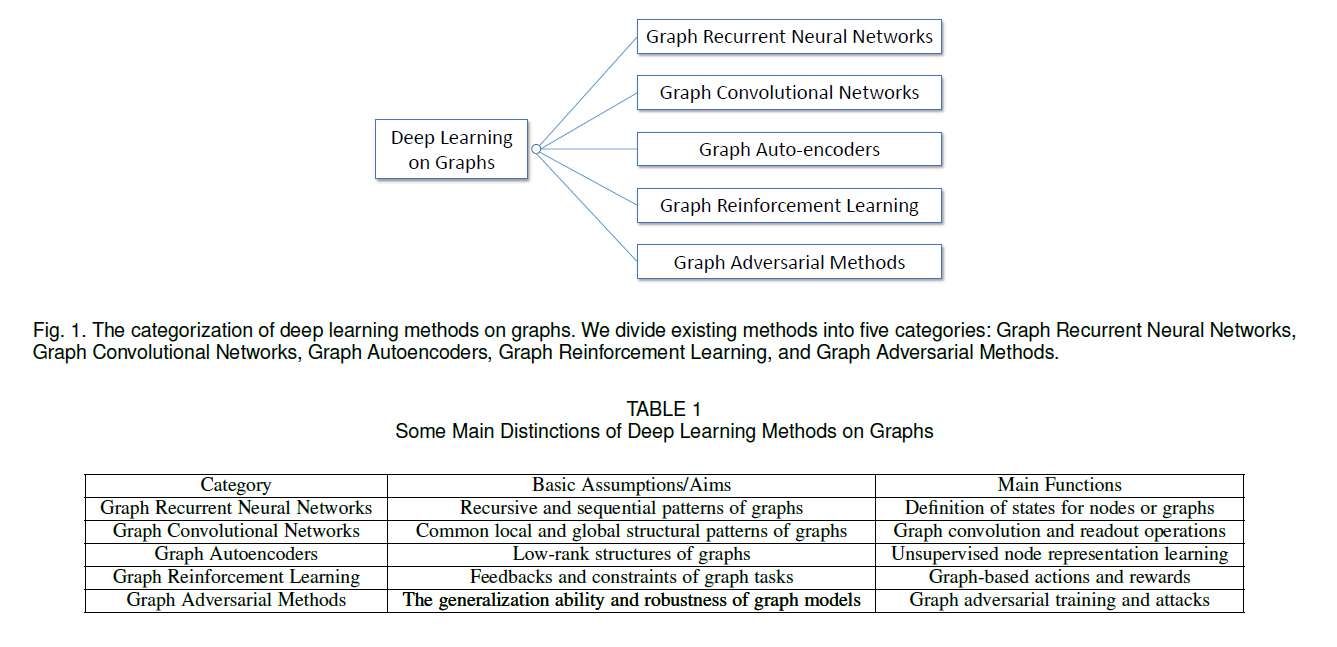 Graph Recurrent Neural Networks
Graph Convolutional Networks
Deep Learning
on Graphs
Graph Auto-encoders
Graph Reinforcement Learning
Graph Adversarial Methods
Fig. 1. The categorization of deep learning methods on graphs. We divide existing methods into five categories: Graph Recurrent Neural Networks,
Graph Convolutional Networks, Graph Autoencoders, Graph Reinforcement Learning, and Graph Adversarial Methods.
TABLE 1
Some Main Distinctions of Deep Learning Methods on Graphs
Category Basic Assumptions/Aims Main Functions
Graph Recurrent Neural Networks Recursive and sequential patterns of graphs Definition of states for nodes or graphs
Graph Convolutional Networks Common local and global structural patterns of graphs Graph convolution and readout operations
Graph Autoencoders Low-rank structures of graphs Unsupervised node representation learning
Graph Reinforcement Learning Feedbacks and constraints of graph tasks Graph-based actions and rewards
Graph Adversarial Methods The generalization ability and robustness of graph models Graph adversarial training and attacks